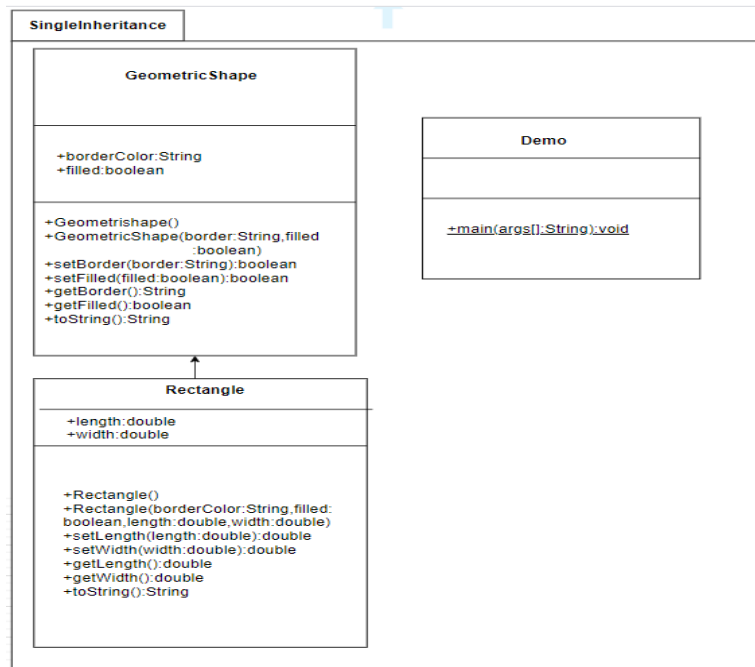 SingleInheritance
GeometricShape
+borderColor:String
+filled:boolean
+Geometrishape()
+GeometricShape(border:String,filled
:boolean)
+setBorder(border:String):boolean
+setFilled(filled:boolean):boolean
+getBorder():String
+getFilled():boolean
+toString():String
Demo
+main(args[]:String):void
Rectangle
+length:double
+width:double
+Rectangle()
+Rectangle(borderColor:String,filled:
boolean,length:double,width:double)
+setLength(length:double):double
+setWidth(width:double):double
+getLength():double
+getWidth():double
+toString():String